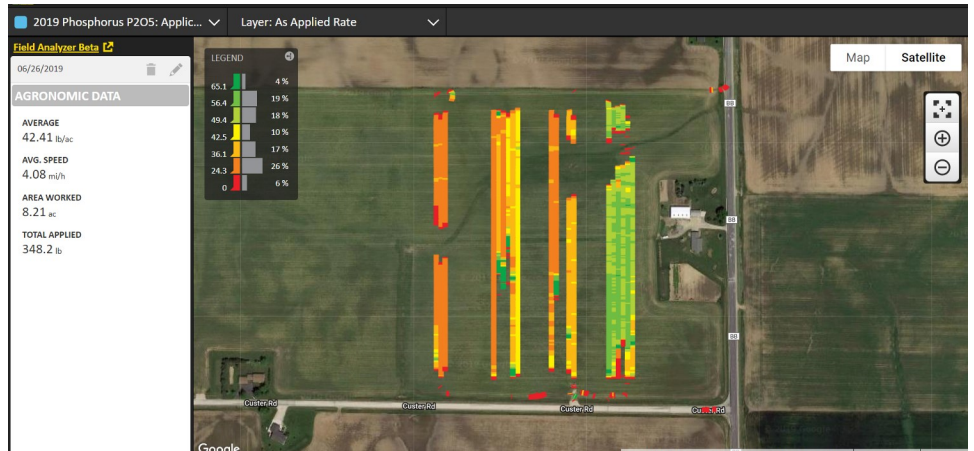 2019 Phosphorus P2O5: Applic...
Layer: As Applied Rate
Field Analyzer Beta
06/26/2019
AGRONOMIC DATA
AVERAGE
42.41 lb/ac
AVG. SPEED
4.08 mi/h
AREA WORKED
8.21 ac
TOTAL APPLIED
348.2 lb
LEGEND
65.1
4 %
56.4
19 %
49.4
18 %
42.5
10 %
36.1
17 %
24.3
26 %
0
6 %
Map
Satellite
BB
BB
BB
Custer Rd
Custer Rd
Custer Rd
Custer Rd
Google